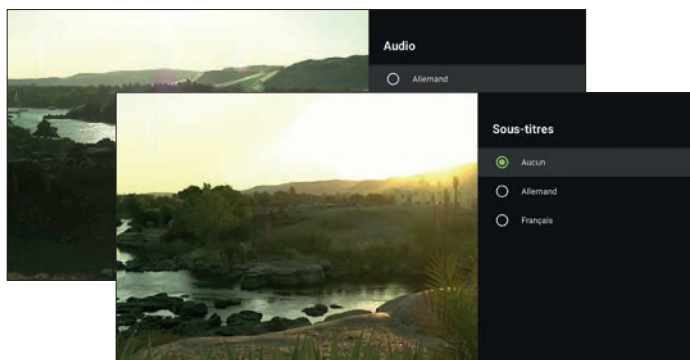 Audio
Allemand
Sous-titres
Aucun
Allemand
Français